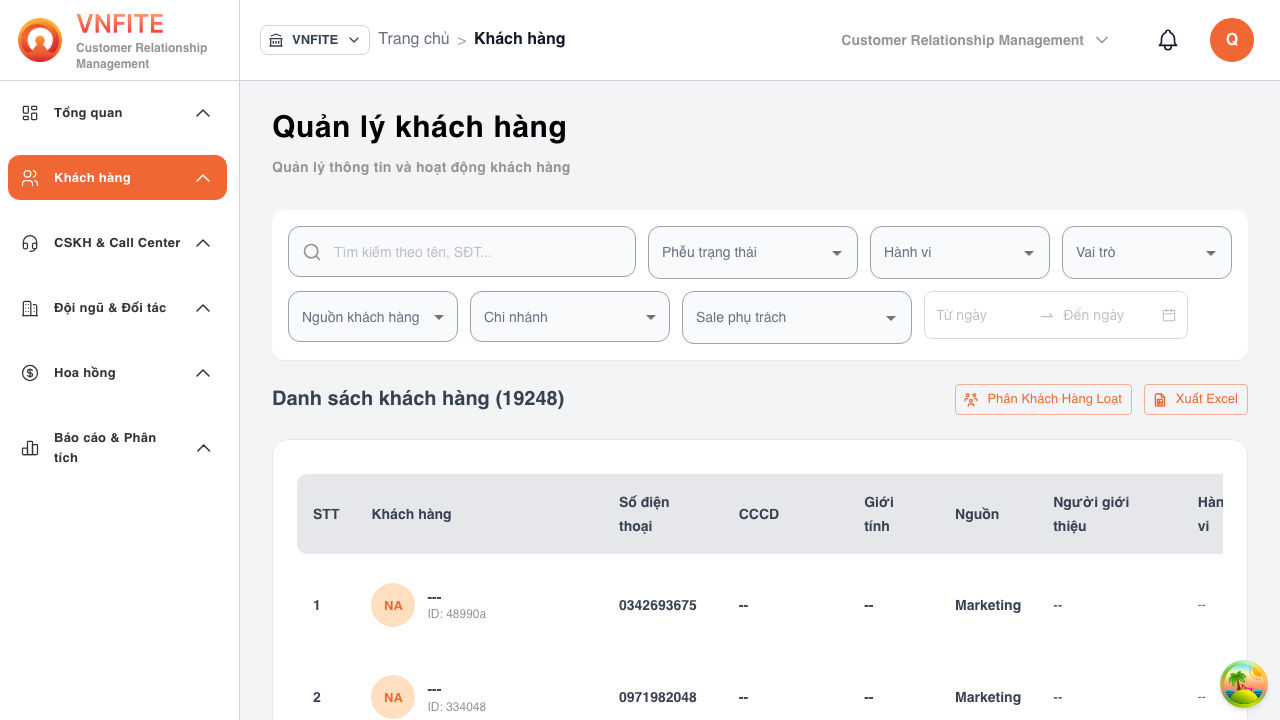 VNFITE
Customer Relationship
Management
VNFITE
Trang chủ > Khách hàng
Customer Relationship Management
Q
Tổng quan
Khách hàng
CSKH & Call Center
Đội ngũ & Đối tác
Hoa hồng
Báo cáo & Phân
tích
Quản lý khách hàng
Quản lý thông tin và hoạt động khách hàng
Tìm kiếm theo tên, SĐT...
Phễu trạng thái
Hành vi
Vai trò
Nguồn khách hàng
Chi nhánh
Sale phụ trách
Từ ngày
Đến ngày
Danh sách khách hàng (19248)
Phân Khách Hàng Loạt
Xuất Excel
STT
Khách hàng
Số điện
thoại
CCCD
Giới
tính
Nguồn
Người giới
thiệu
Hàn
vi
1
NA
---
ID: 48990a
0342693675
--
--
Marketing
--
--
2
NA
---
ID: 334048
0971982048
--
--
Marketing
--
--